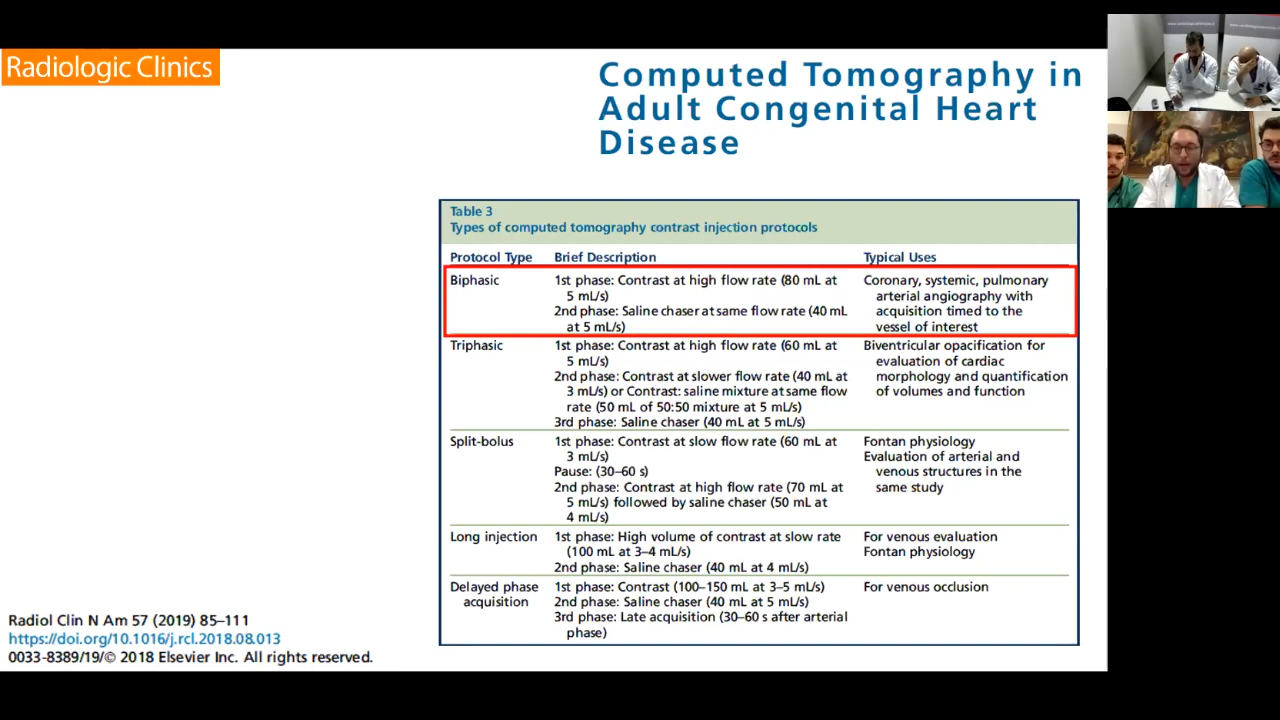 Radiologic Clinics
Computed Tomography in
Adult Congenital Heart
Disease
Table 3
Types of computed tomography contrast injection protocols
Protocol Type Brief Description Typical Uses
Biphasic 1st phase: Contrast at high flow rate (80 mL at Coronary, systemic, pulmonary
5 mL/s) arterial angiography with
2nd phase: Saline chaser at same flow rate (40 mL acquisition timed to the
at 5 mL/s) vessel of interest
Triphasic 1st phase: Contrast at high flow rate (60 mL at Biventricular opacification for
5 mL/s) evaluation of cardiac
2nd phase: Contrast at slower flow rate (40 mL at morphology and quantification
3 mL/s) or Contrast: saline mixture at same flow of volumes and function
rate (50 mL of 50:50 mixture at 5 mL/s)
3rd phase: Saline chaser (40 mL at 5 mL/s)
Split-bolus 1st phase: Contrast at slow flow rate (60 mL at Fontan physiology
3 mL/s) Evaluation of arterial and
Pause: (30–60 s) venous structures in the
2nd phase: Contrast at high flow rate (70 mL at same study
5 mL/s) followed by saline chaser (50 mL at
4 mL/s)
Long injection 1st phase: High volume of contrast at slow rate For venous evaluation
(100 mL at 3–4 mL/s) Fontan physiology
2nd phase: Saline chaser (40 mL at 4 mL/s)
Delayed phase 1st phase: Contrast (100–150 mL at 3–5 mL/s) For venous occlusion
acquisition 2nd phase: Saline chaser (40 mL at 5 mL/s)
3rd phase: Late acquisition (30–60 s after arterial
phase)
Radiol Clin N Am 57 (2019) 85–111
https://doi.org/10.1016/j.rcl.2018.08.013
0033-8389/19/© 2018 Elsevier Inc. All rights reserved.